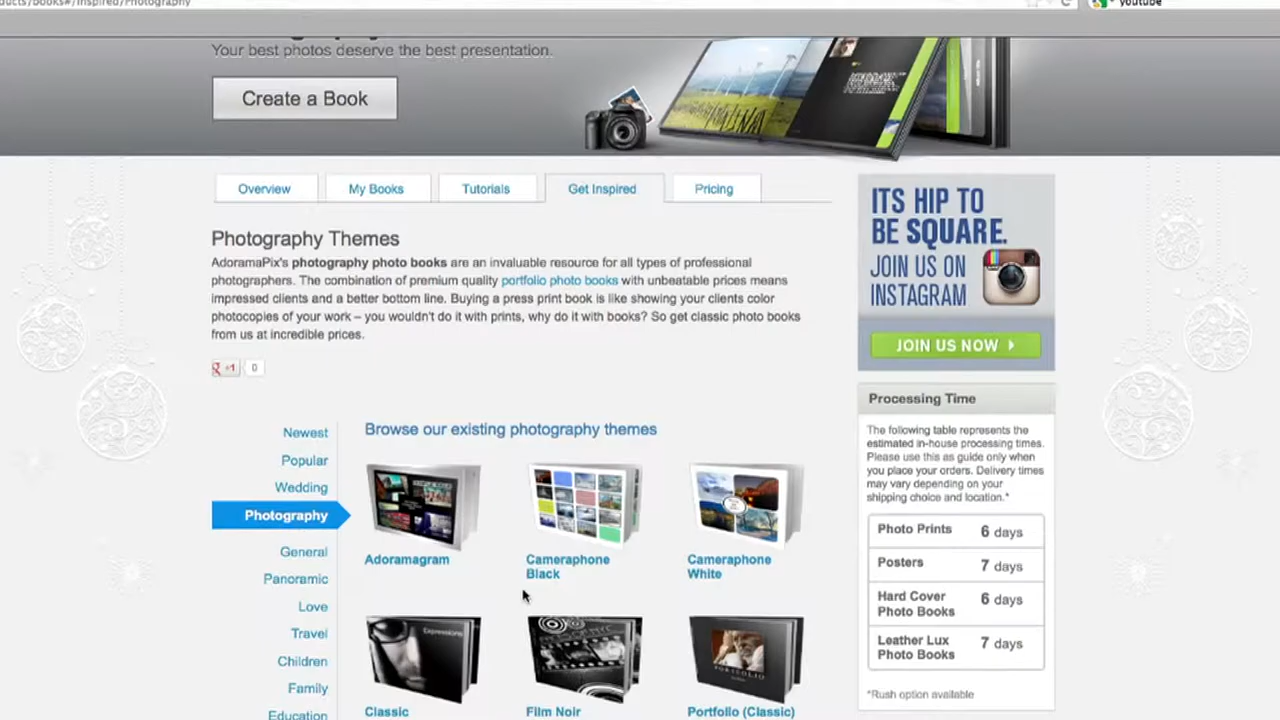 ducts/books#/inspired/Photography
youtube
Your best photos deserve the best presentation.
Create a Book
Overview
My Books
Tutorials
Get Inspired
Pricing
ITS HIP TO
BE SQUARE.
JOIN US ON
INSTAGRAM
JOIN US NOW
Photography Themes
AdoramaPix's photography photo books are an invaluable resource for all types of professional
photographers. The combination of premium quality portfolio photo books with unbeatable prices means
impressed clients and a better bottom line. Buying a press print book is like showing your clients color
photocopies of your work – you wouldn't do it with prints, why do it with books? So get classic photo books
from us at incredible prices.
g +1 0
Newest
Popular
Wedding
Photography
General
Panoramic
Love
Travel
Children
Family
Education
Browse our existing photography themes
Adoramagram
Cameraphone
Black
Cameraphone
White
Expressions
PORTFOLIO
Classic
Film Noir
Portfolio (Classic)
Processing Time
The following table represents the
estimated in-house processing times.
Please use this as guide only when
you place your orders. Delivery times
may vary depending on your
shipping choice and location.*
Photo Prints 6 days
Posters 7 days
Hard Cover
Photo Books 6 days
Leather Lux
Photo Books 7 days
*Rush option available